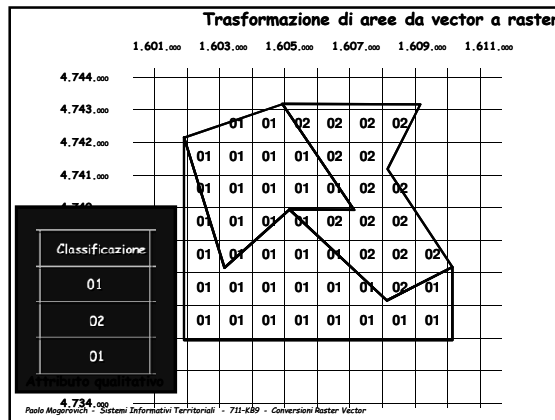 Trasformazione di aree da vector a raster
1.601.000 1.603.000 1.605.000 1.607.000 1.609.000 1.611.000
4.744.000
4.743.000
01 01 02 02 02 02
4.742.000
01 01 01 01 02 02
4.741.000
01 01 01 01 01 02 02
4.740.000
01 01 01 01 02 02 02
Classificazione
01 01 01 01 01 02 02 02
01
01 01 01 01 01 01 02 01
02
01 01 01 01 01 01 01 01
01
Attributo qualitativo
4.734.000
Paolo Mogorovich - Sistemi Informativi Territoriali - 711-KB9 - Conversioni Raster Vector